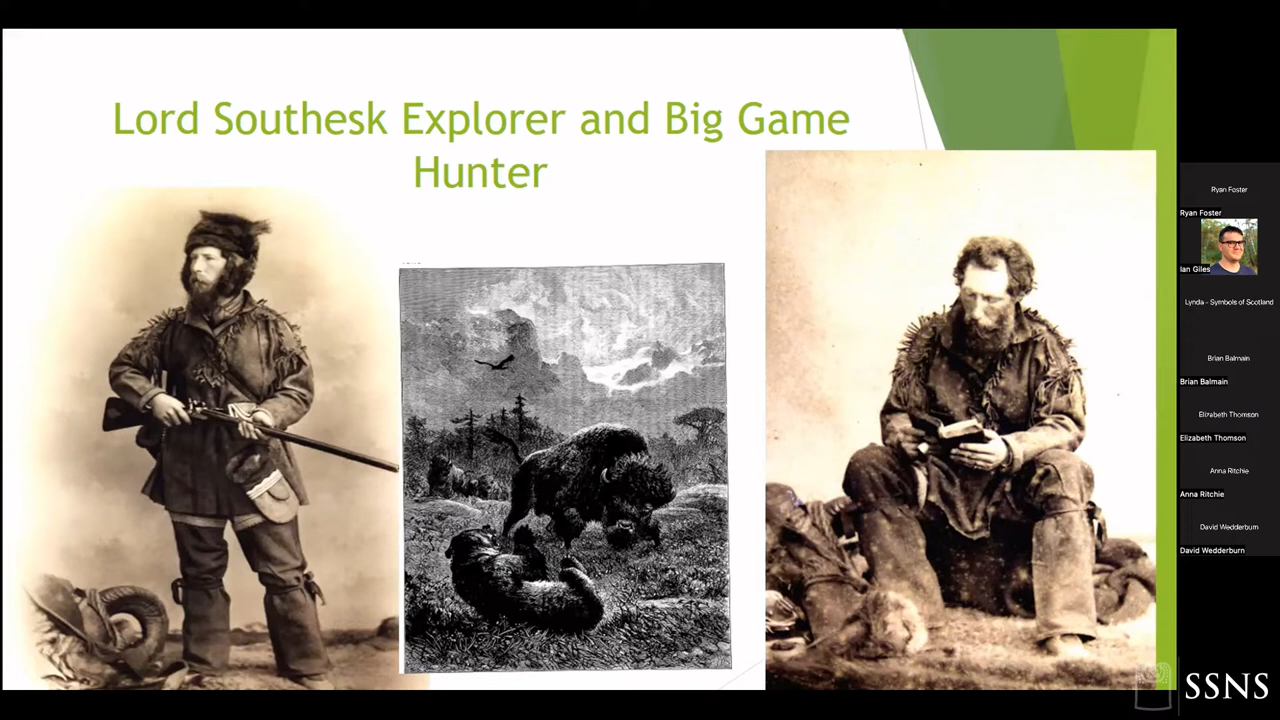 Lord Southesk Explorer and Big Game
Hunter
Ryan Foster
Ryan Foster
Ian Giles
Lynda - Symbols of Scotland
Brian Balmain
Brian Balmain
Elizabeth Thomson
Elizabeth Thomson
Anna Ritchie
Anna Ritchie
David Wedderburn
David Wedderburn
SSNS